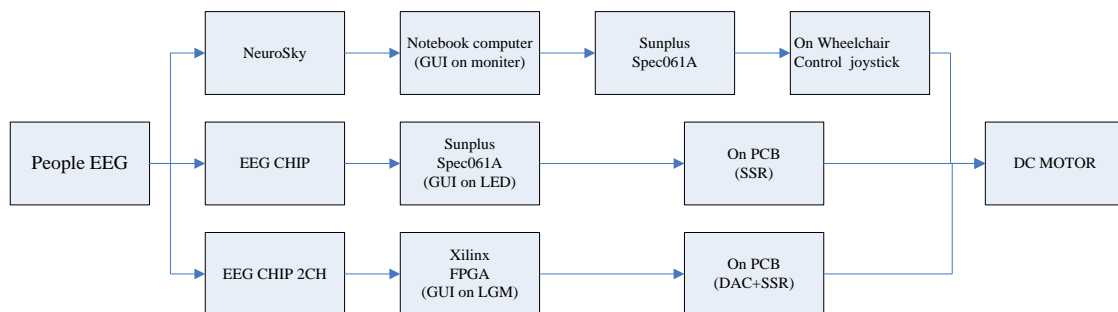 NeuroSky
Notebook computer
(GUI on moniter)
Sunplus
Spec061A
On Wheelchair
Control joystick
People EEG
EEG CHIP
Sunplus
Spec061A
(GUI on LED)
On PCB
(SSR)
DC MOTOR
EEG CHIP 2CH
Xilinx
FPGA
(GUI on LGM)
On PCB
(DAC+SSR)